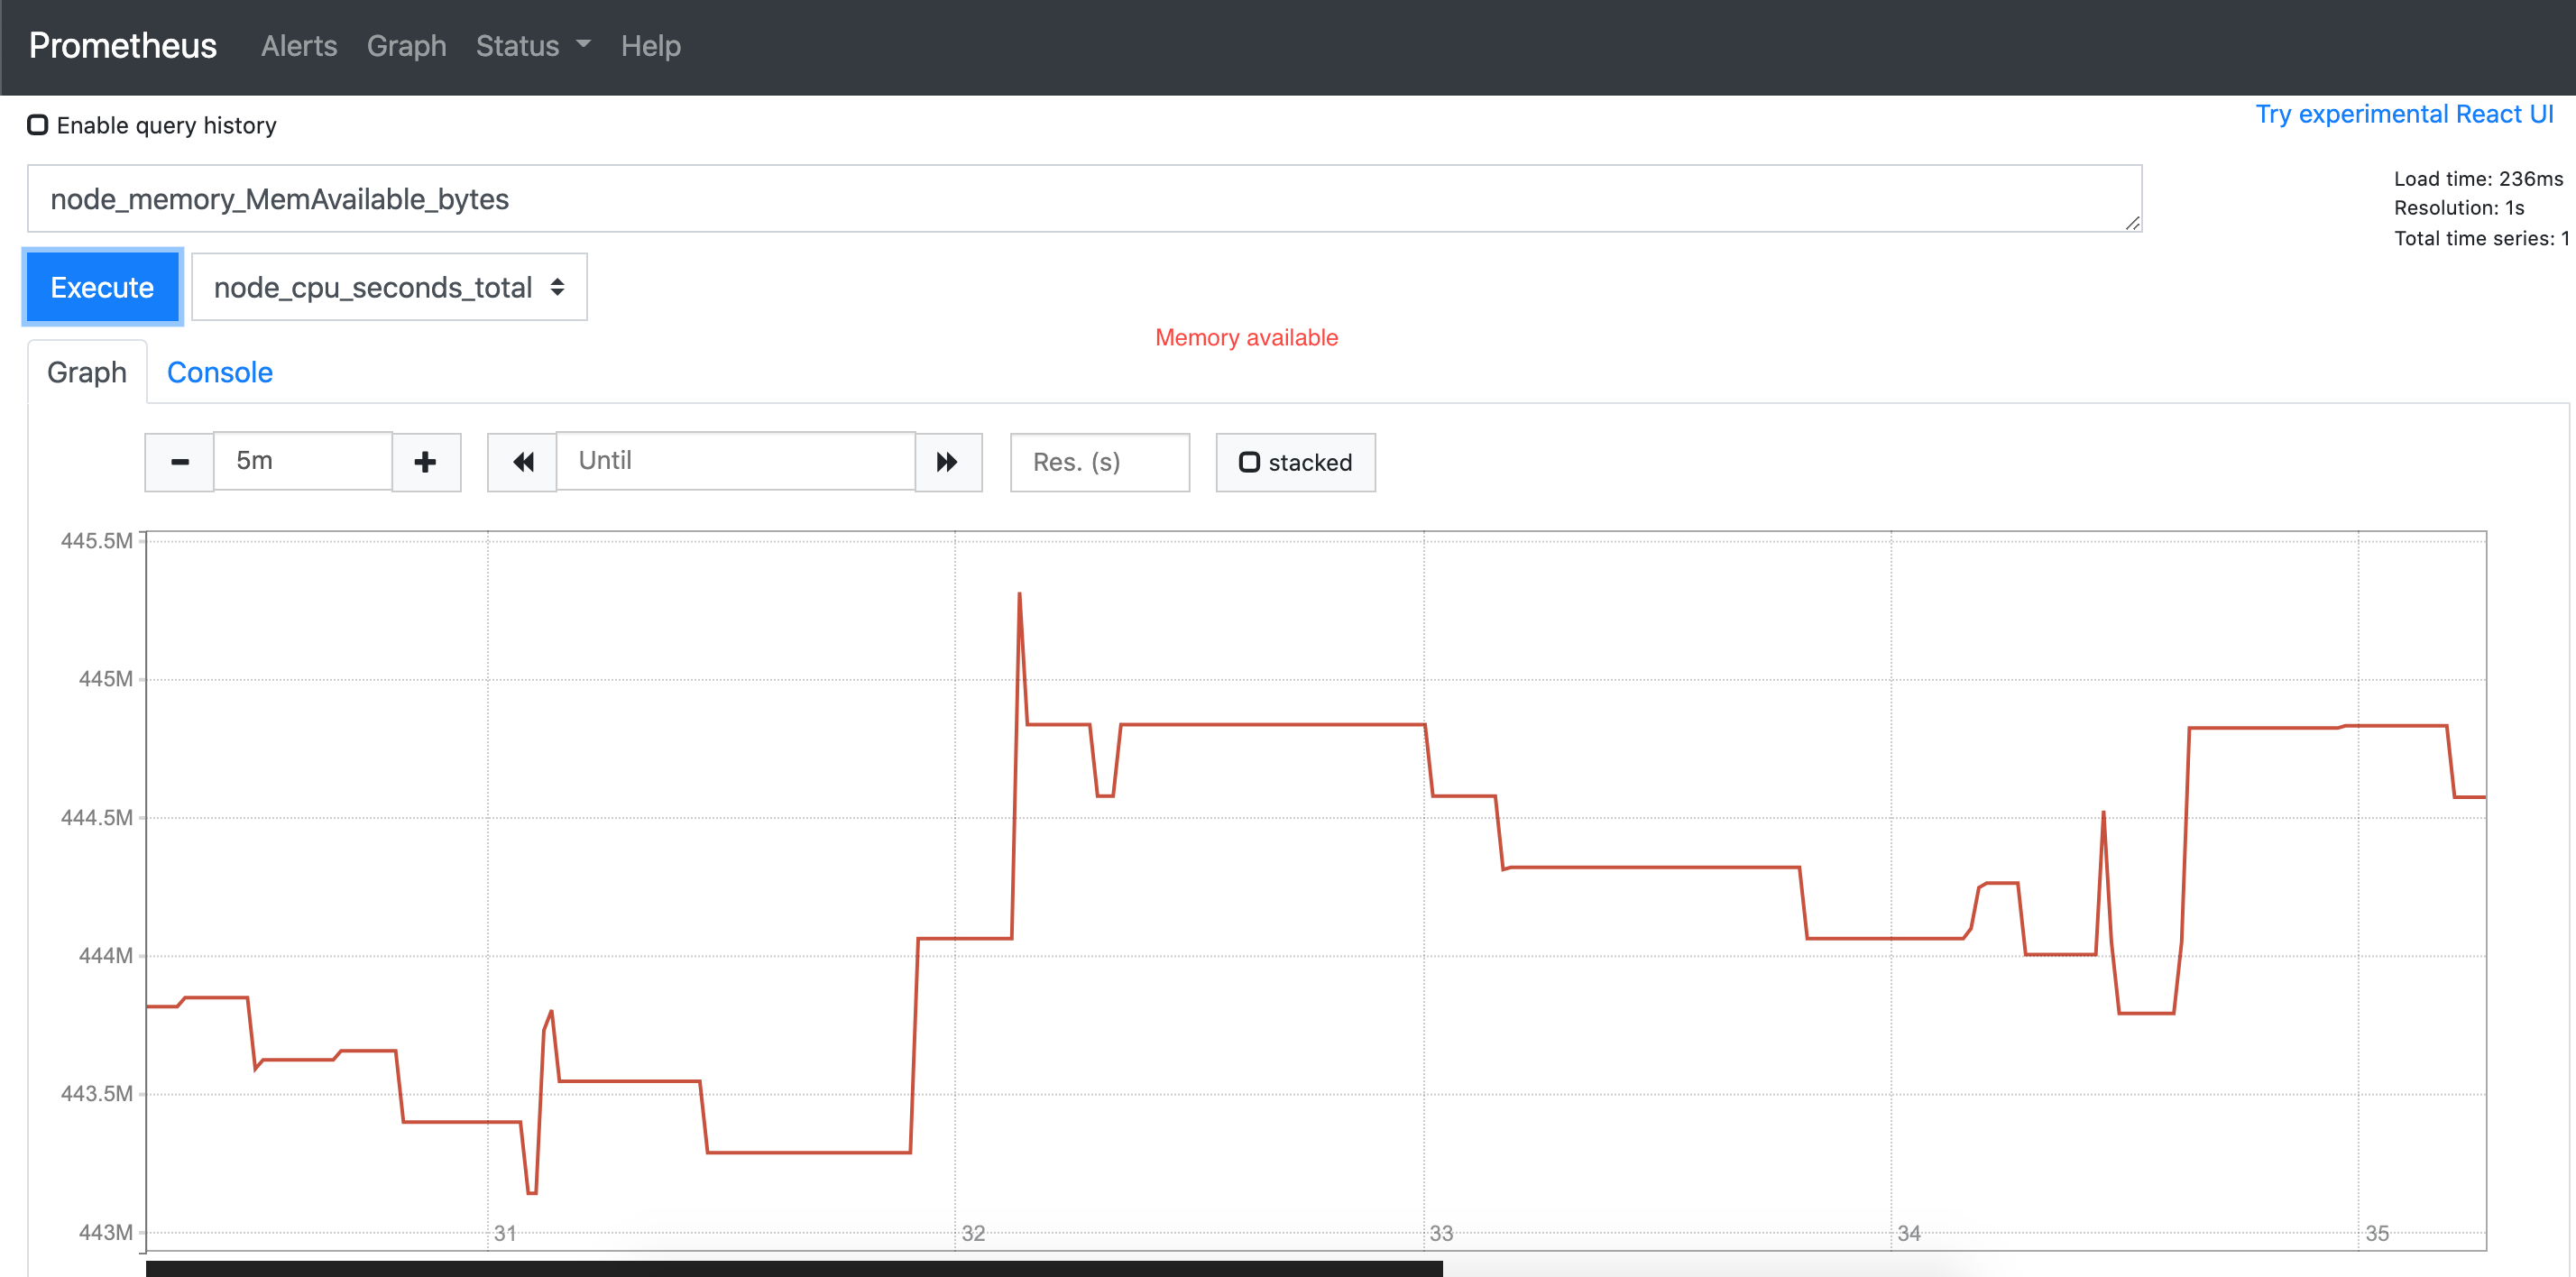 Prometheus Alerts Graph Status Help
Enable query history
Try experimental React UI
node_memory_MemAvailable_bytes
Load time: 236ms
Resolution: 1s
Total time series: 1
Execute node_cpu_seconds_total
Memory available
Graph Console
5m Until Res. (s) stacked
445.5M
445M
444.5M
444M
443.5M
443M
31 32 33 34 35